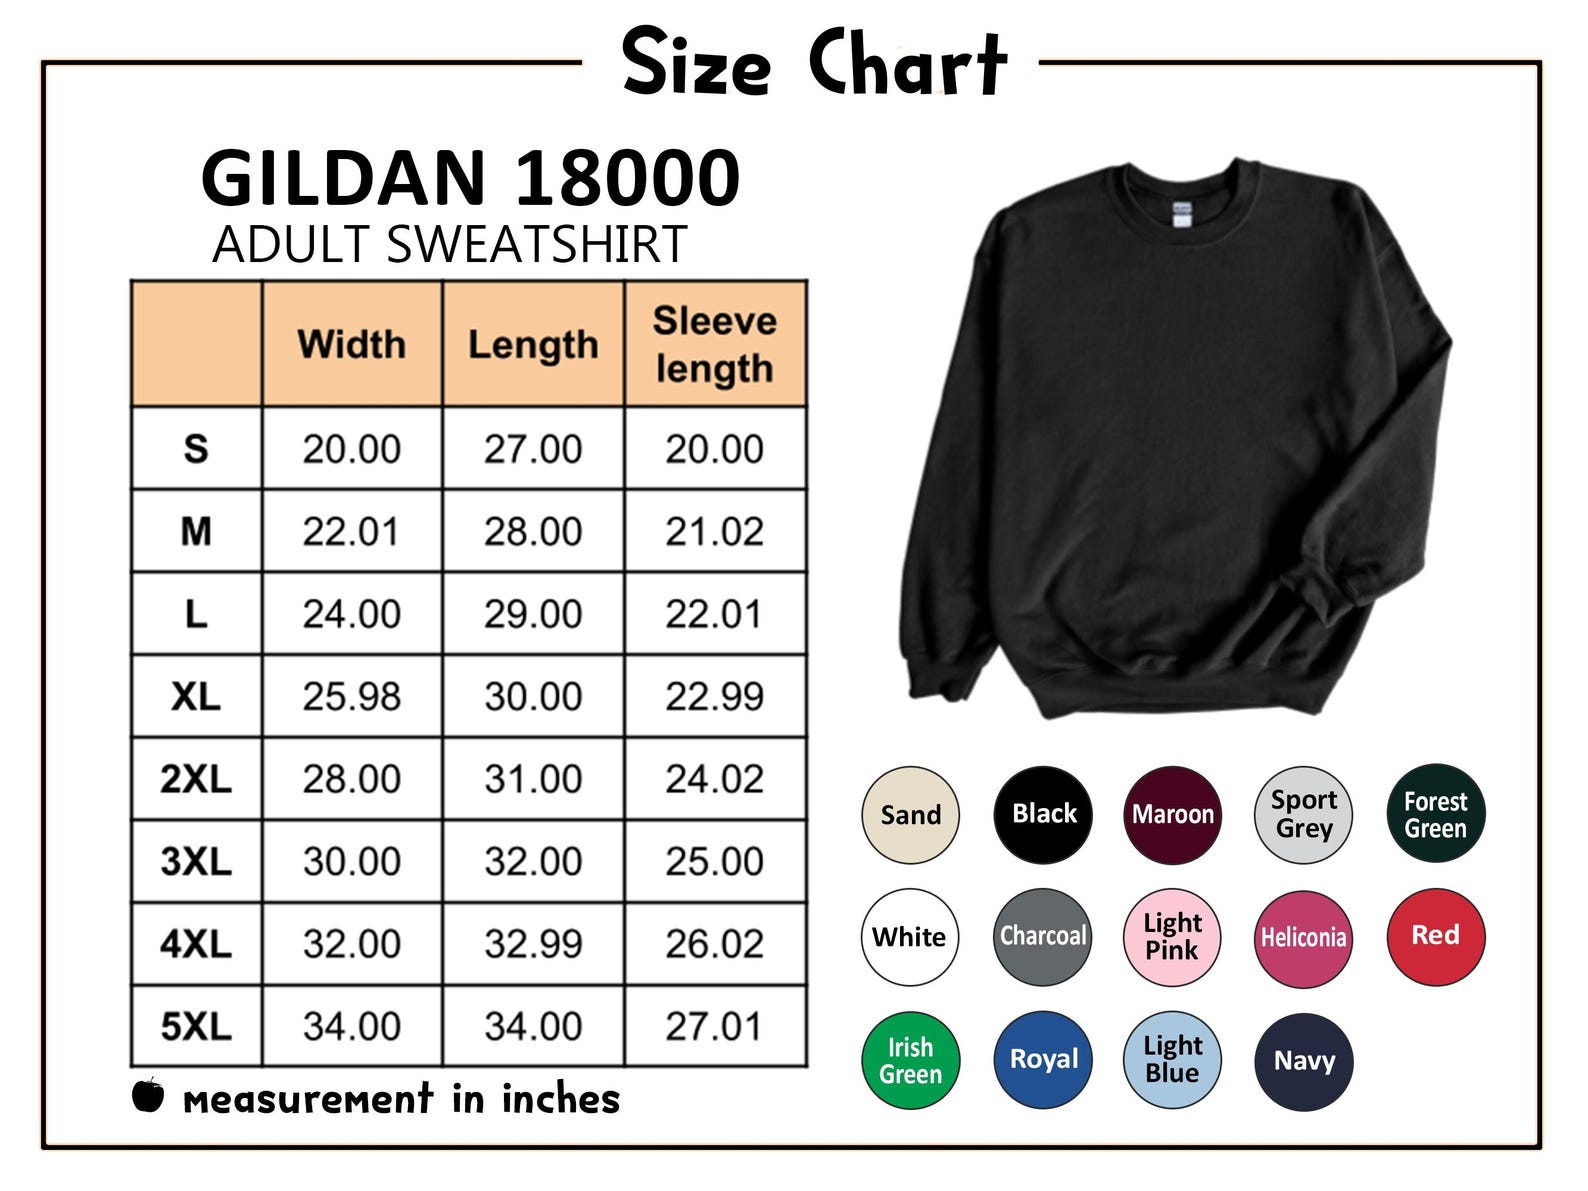 Size Chart
GILDAN 18000
ADULT SWEATSHIRT
Width Length Sleeve length
S 20.00 27.00 20.00
M 22.01 28.00 21.02
L 24.00 29.00 22.01
XL 25.98 30.00 22.99
2XL 28.00 31.00 24.02
3XL 30.00 32.00 25.00
4XL 32.00 32.99 26.02
5XL 34.00 34.00 27.01
measurement in inches
Sand
Black
Maroon
Sport
Grey
Forest
Green
White
Charcoal
Light
Pink
Heliconia
Red
Irish
Green
Royal
Light
Blue
Navy